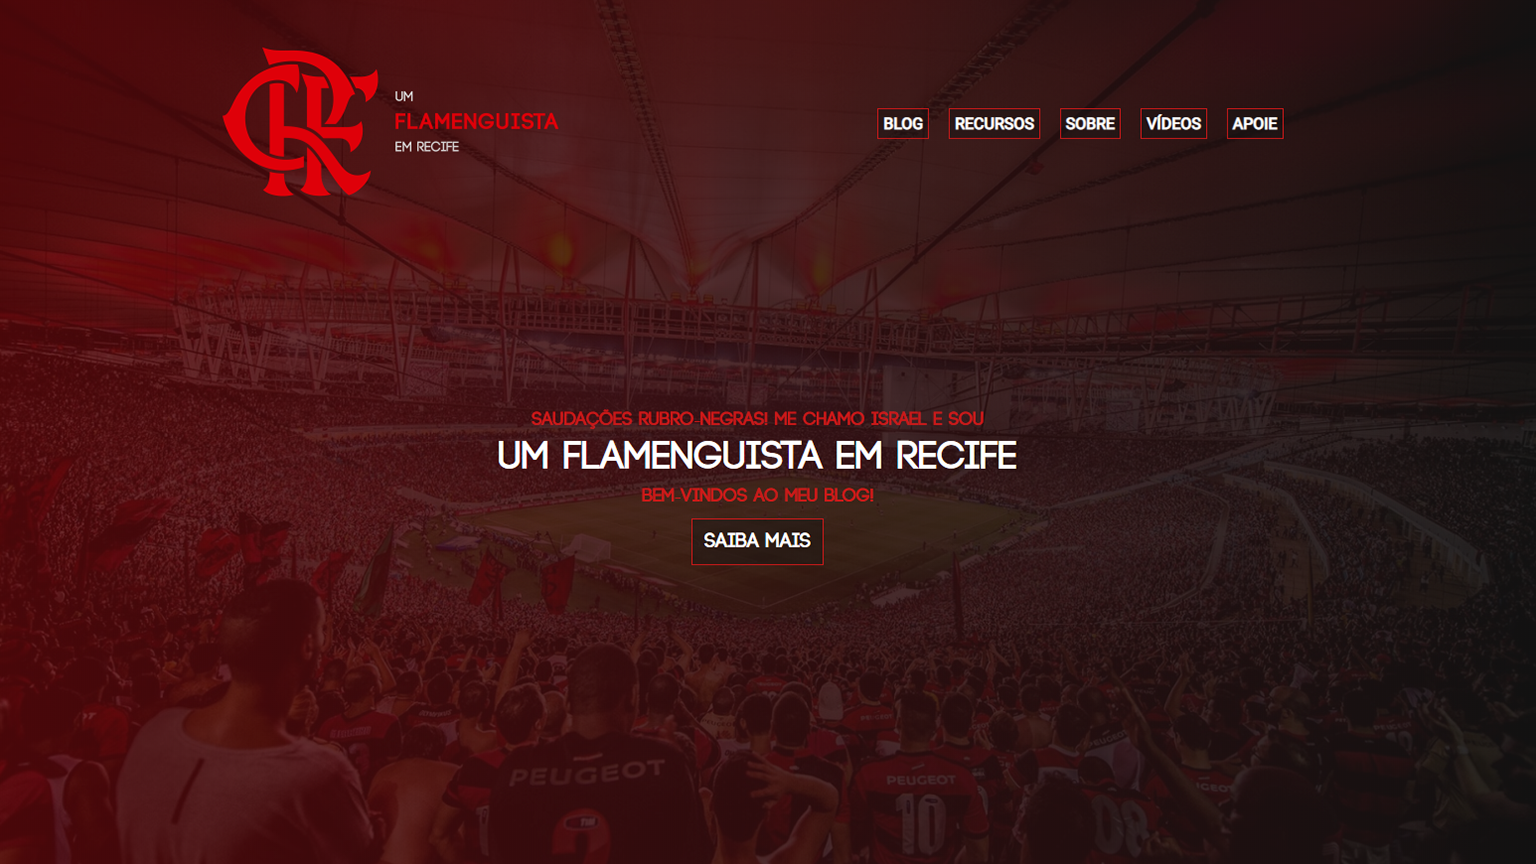 UM
FLAMENGUISTA
EM RECIFE
BLOG
RECURSOS
SOBRE
VÍDEOS
APOIE
SAUDAÇÕES RUBRO-NEGRAS! ME CHAMO ISRAEL E SOU
UM FLAMENGUISTA EM RECIFE
BEM-VINDOS AO MEU BLOG!
SAIBA MAIS
PEUGEOT
PEUGEOT
10